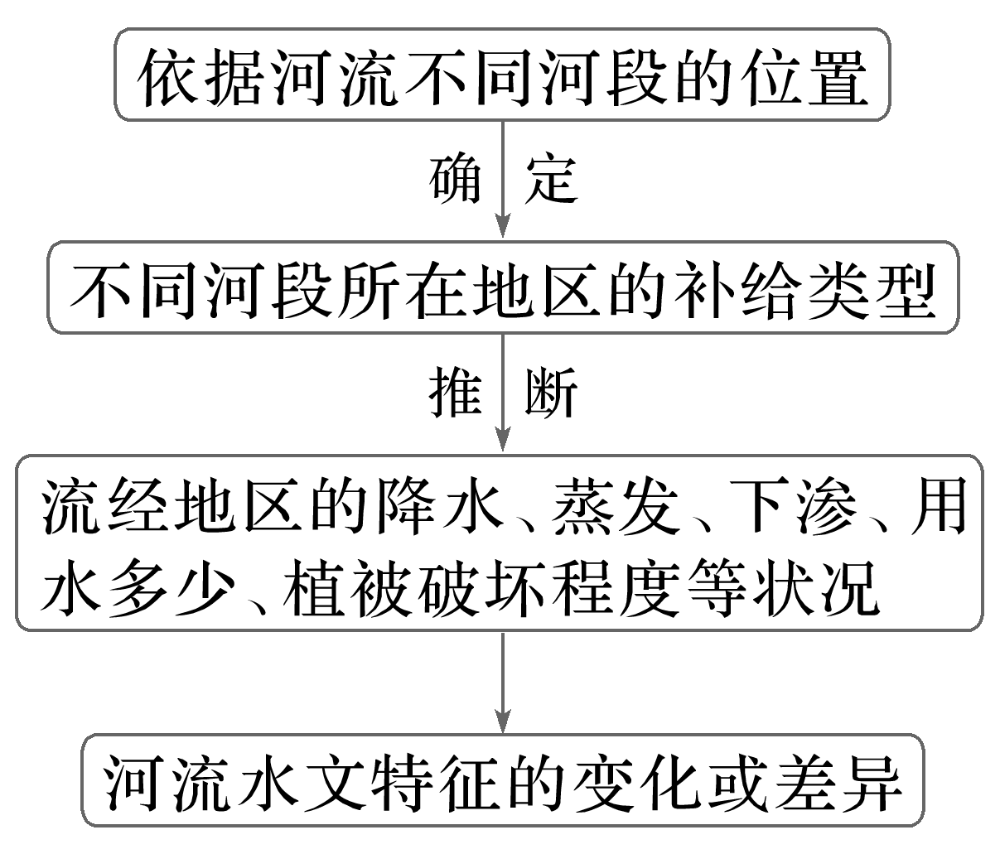 依据河流不同河段的位置
确 定
不同河段所在地区的补给类型
推 断
流经地区的降水、蒸发、下渗、用
水多少、植被破坏程度等状况
河流水文特征的变化或差异